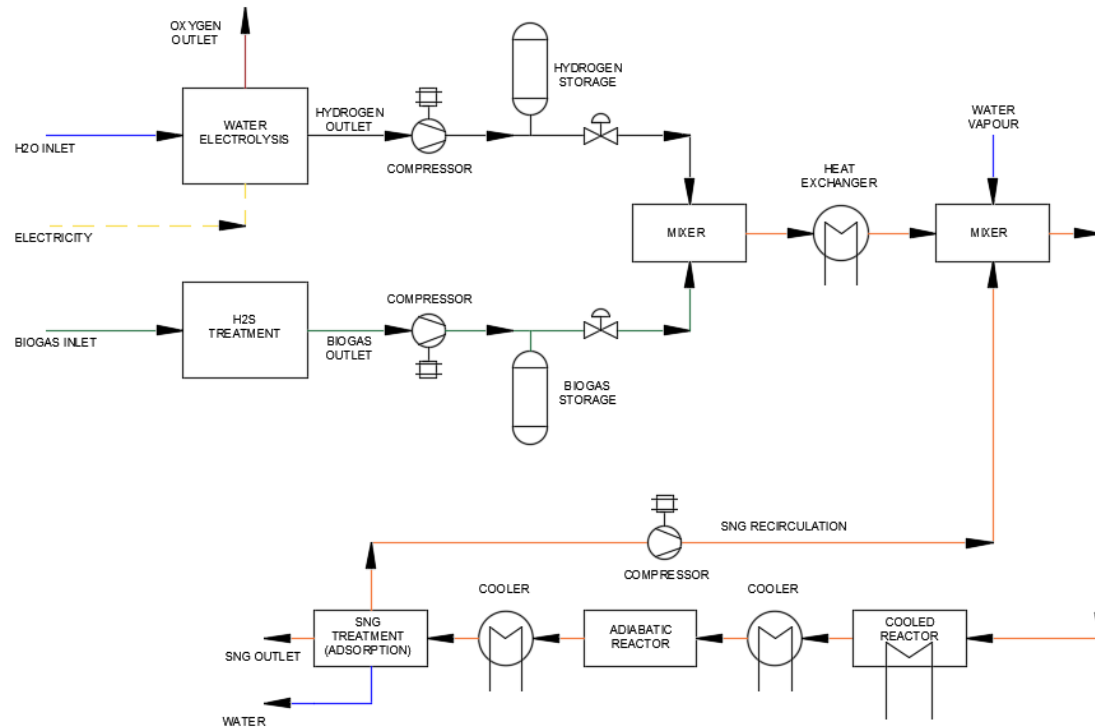 OXYGEN
OUTLET
HYDROGEN
STORAGE
WATER
ELECTROLYSIS
HYDROGEN
OUTLET
WATER
VAPOUR
H2O INLET
COMPRESSOR
HEAT
EXCHANGER
ELECTRICITY
MIXER
MIXER
COMPRESSOR
H2S
TREATMENT
BIOGAS INLET
BIOGAS
OUTLET
BIOGAS
STORAGE
SNG RECIRCULATION
COMPRESSOR
COOLER
COOLER
SNG
TREATMENT
(ADSORPTION)
ADIABATIC
REACTOR
COOLED
REACTOR
SNG OUTLET
WATER